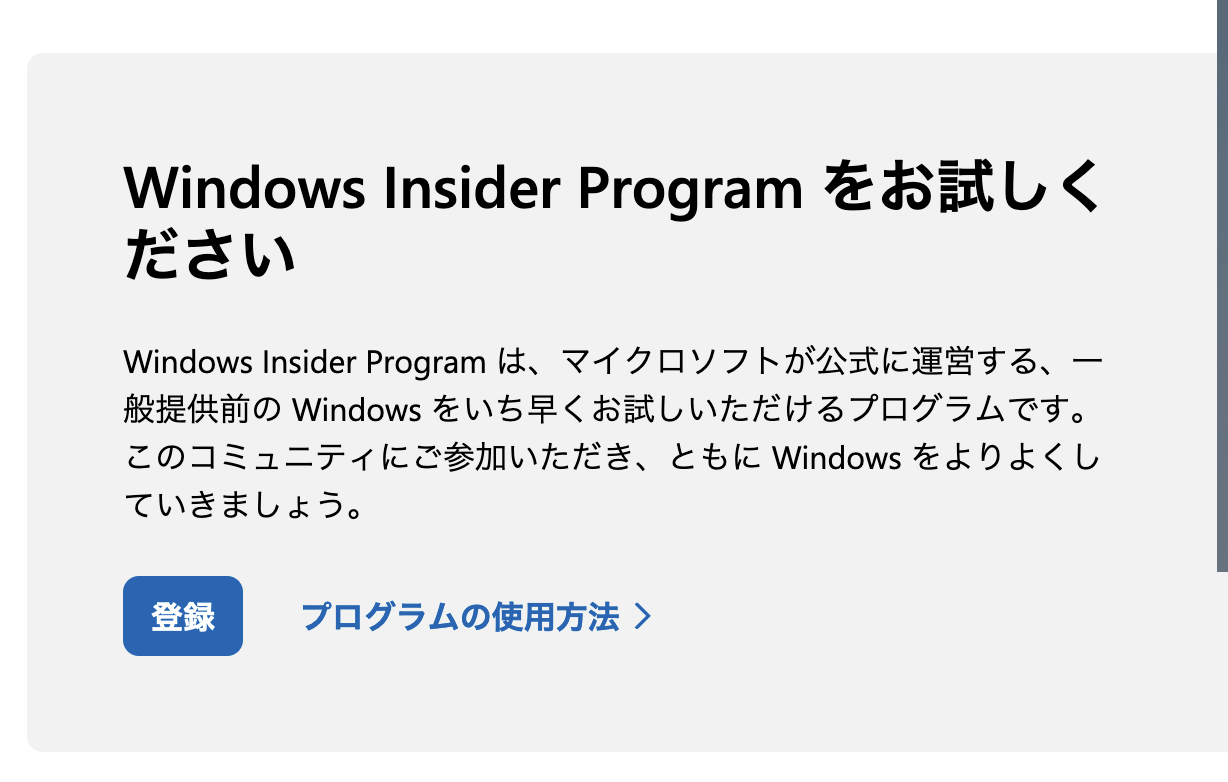 Windows Insider Program をお試しく
ださい
Windows Insider Program は、マイクロソフトが公式に運営する、一
般提供前の Windows をいち早くお試しいただけるプログラムです。
このコミュニティにご参加いただき、ともに Windows をよりよくし
ていきましょう。
登録
プログラムの使用方法 >